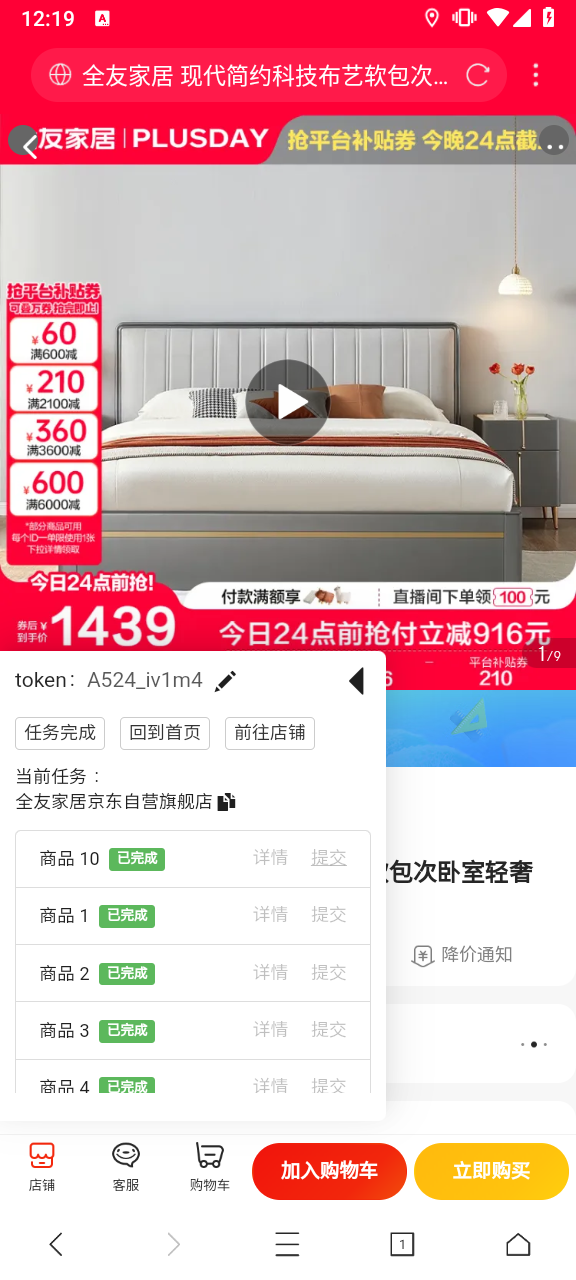 12:19
A
全友家居 现代简约科技布艺软包次...
友家居 PLUSDAY
抢平台补贴券 今晚24点截
抢平台补贴券
可叠万券 抢完即止!
¥60
满600减
¥210
满2100减
¥360
满3600减
¥600
满6000减
*部分商品可用
每个ID一单限使用1张
下拉详情领取
今日24点前抢!
付款满额享
直播间下单领100元
券后¥
到手价
1439
今日24点前抢付立减916元
1/9
平台补贴券
6
210
token: A524_iv1m4
任务完成
回到首页
前往店铺
当前任务：
全友家居京东自营旗舰店
商品 10 已完成 详情 提交
商品 1 已完成 详情 提交
商品 2 已完成 详情 提交
商品 3 已完成 详情 提交
商品 4 已完成 详情 提交
包次卧室轻奢
降价通知
店铺
客服
购物车
加入购物车
立即购买
1